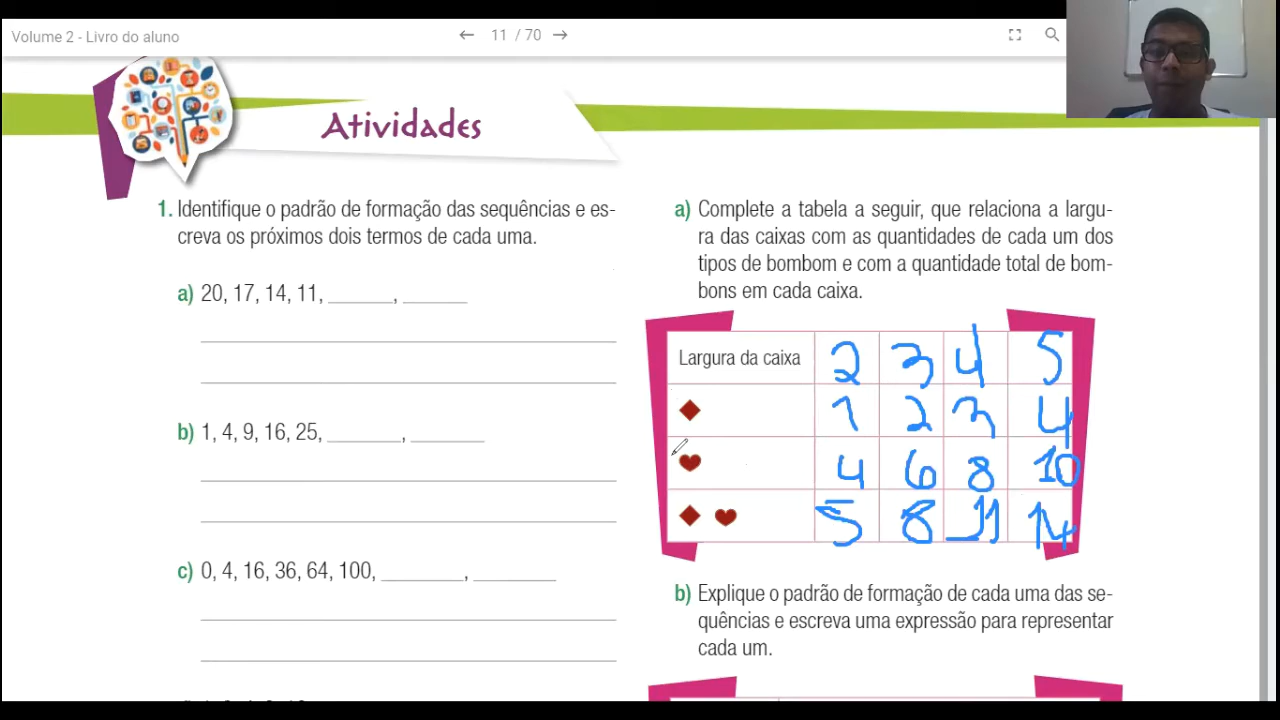 Volume 2 - Livro do aluno
11 / 70
Atividades
1. Identifique o padrão de formação das sequências e es-
creva os próximos dois termos de cada uma.
a) 20, 17, 14, 11, ______, ______
b) 1, 4, 9, 16, 25, ______, ______
c) 0, 4, 16, 36, 64, 100, ______, ______
a) Complete a tabela a seguir, que relaciona a largu-
ra das caixas com as quantidades de cada um dos
tipos de bombom e com a quantidade total de bom-
bons em cada caixa.
Largura da caixa 2 3 4 5
1 2 3 4
4 6 8 10
5 8 11 14
b) Explique o padrão de formação de cada uma das se-
quências e escreva uma expressão para representar
cada um.